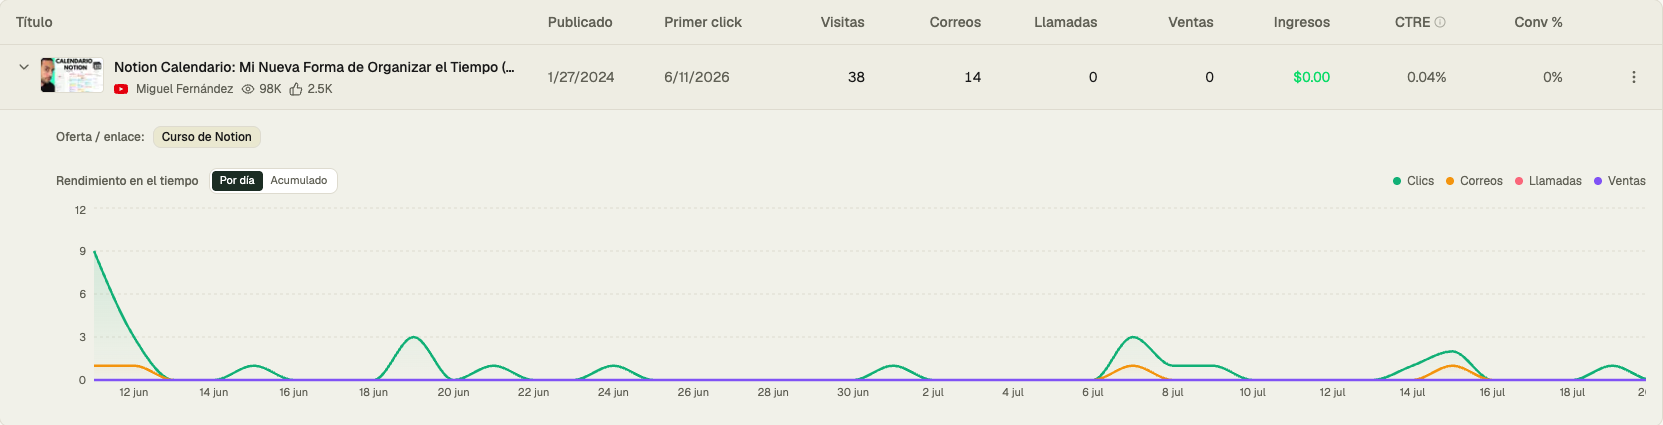 Título Publicado Primer click Visitas Correos Llamadas Ventas Ingresos CTRE Conv %
CALENDARIO
NOTION
Notion Calendario: Mi Nueva Forma de Organizar el Tiempo (...
1/27/2024 6/11/2026 38 14 0 0 $0.00 0.04% 0%
Miguel Fernández 98K 2.5K
Oferta / enlace: Curso de Notion
Rendimiento en el tiempo Por día Acumulado
Clics Correos Llamadas Ventas
12
9
6
3
0
12 jun 14 jun 16 jun 18 jun 20 jun 22 jun 24 jun 26 jun 28 jun 30 jun 2 jul 4 jul 6 jul 8 jul 10 jul 12 jul 14 jul 16 jul 18 jul